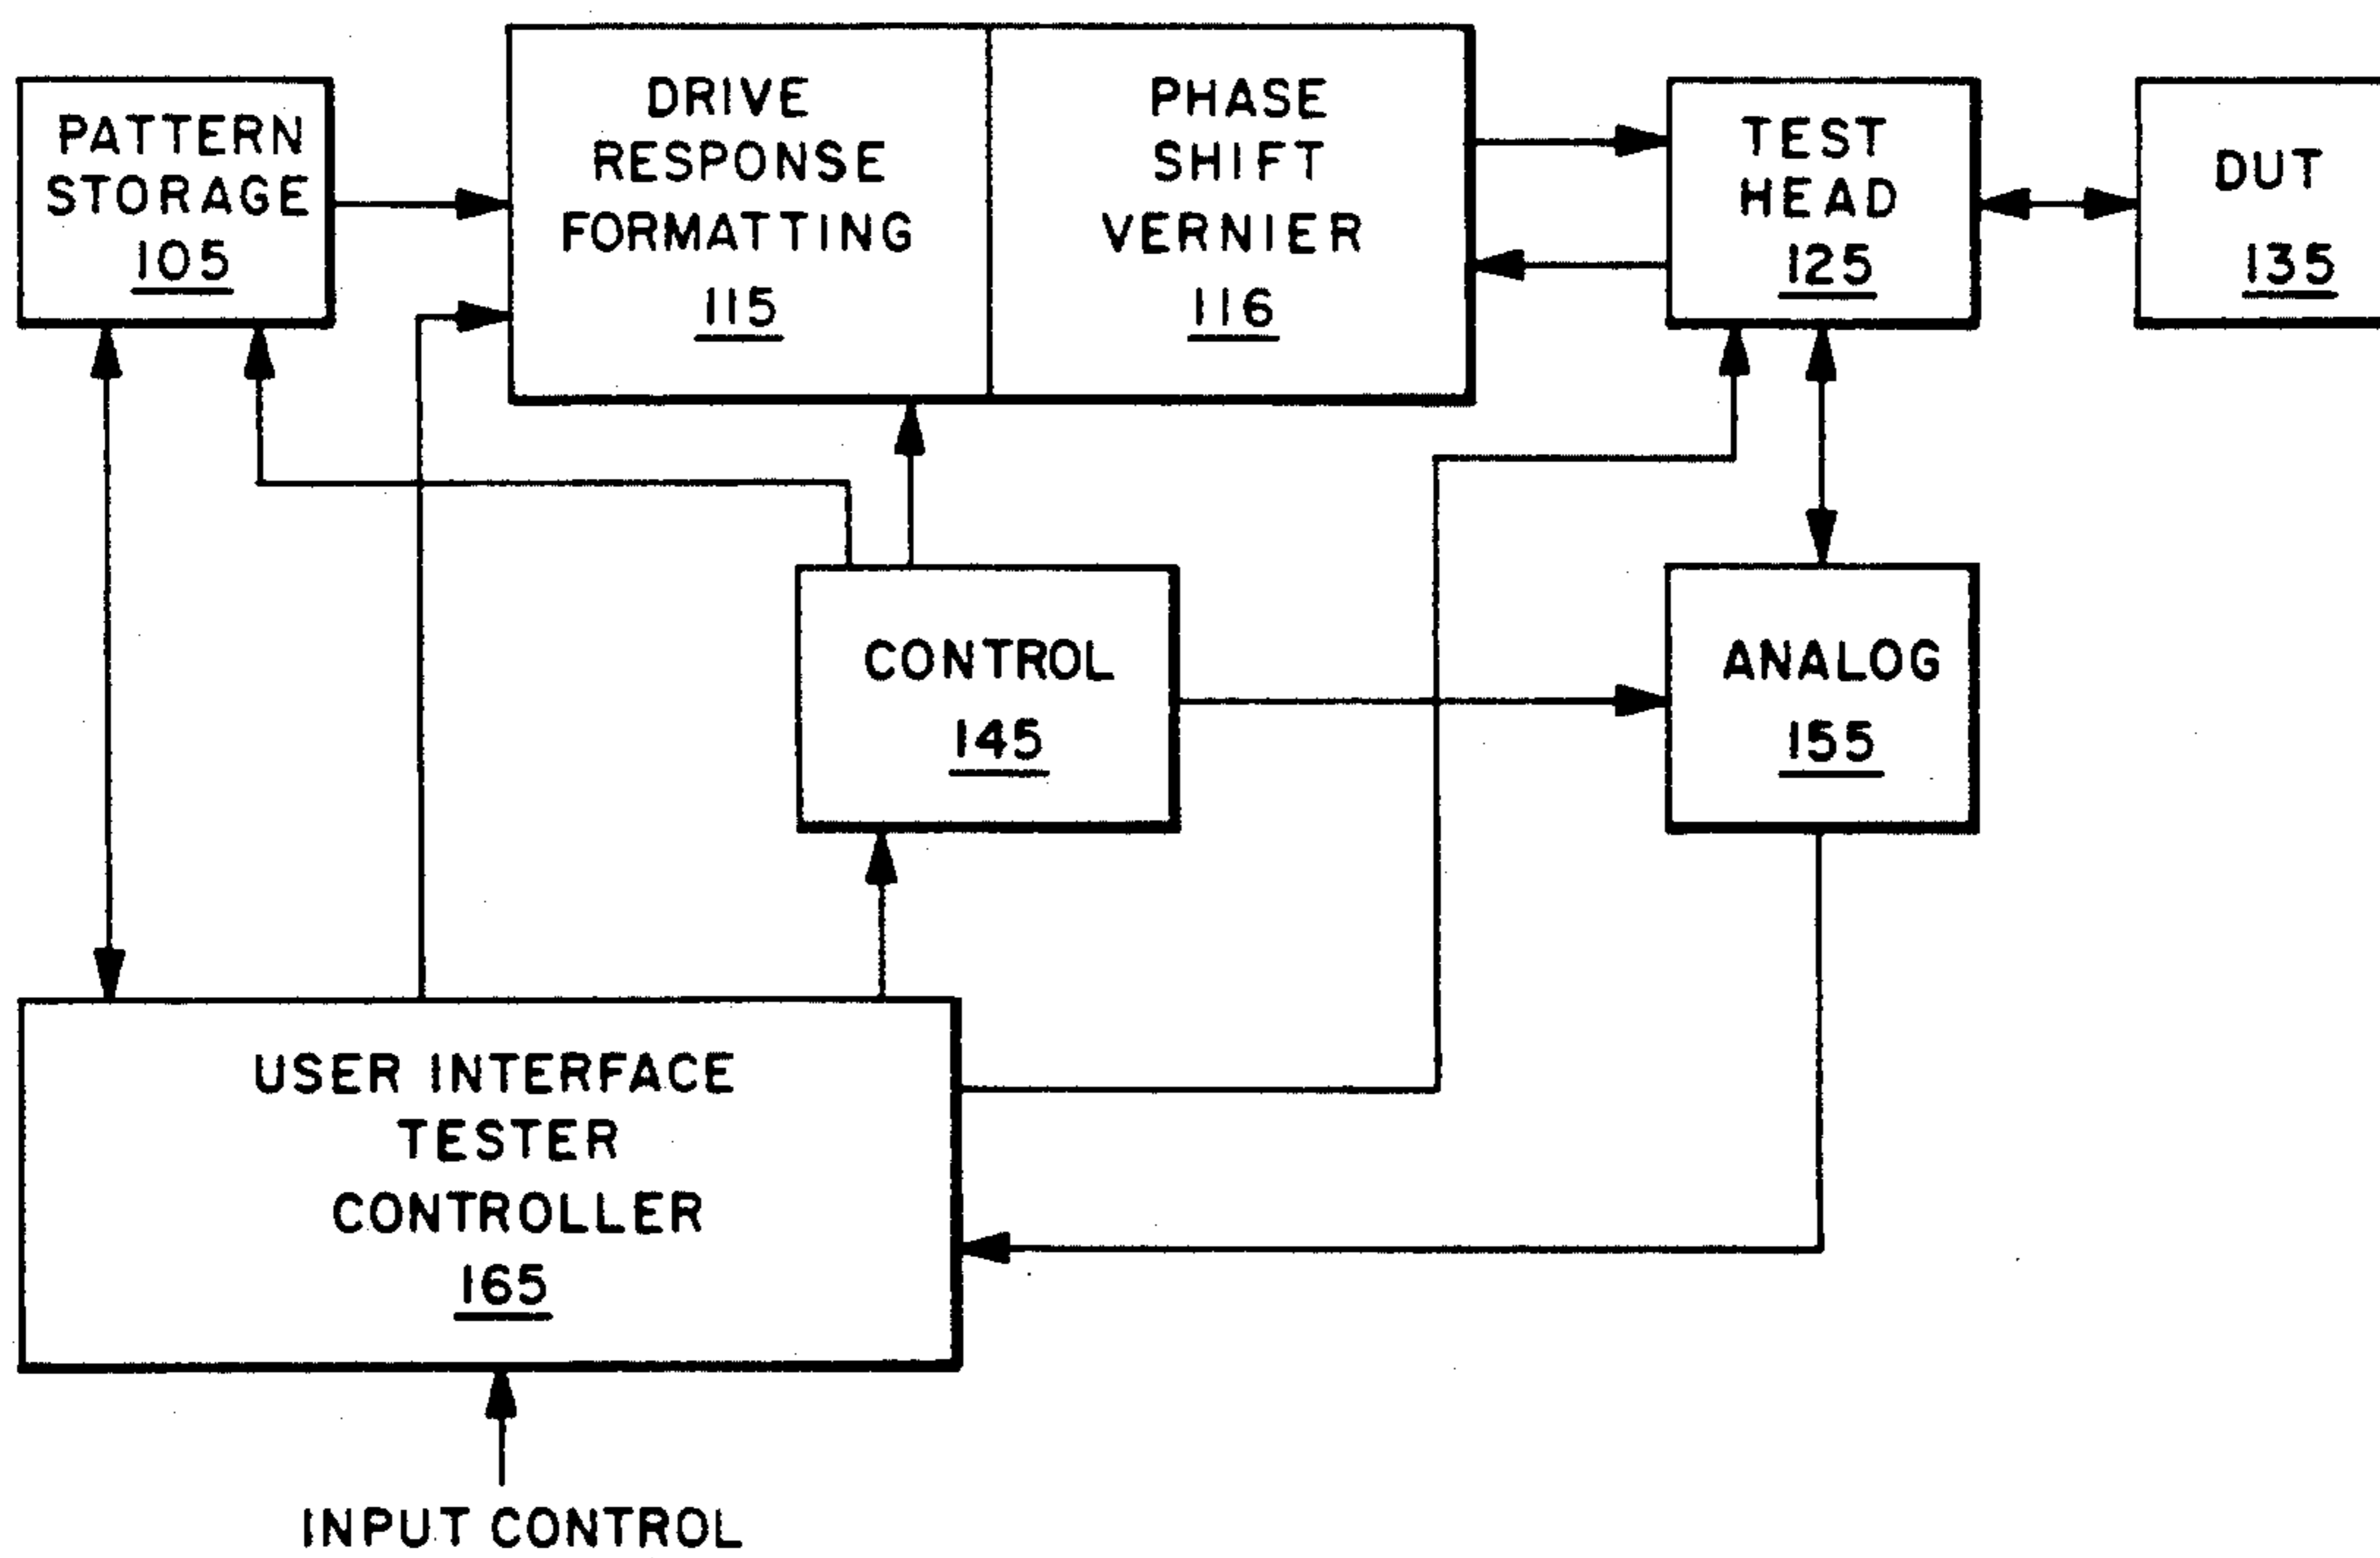 PATTERN
STORAGE
105
DRIVE
RESPONSE
FORMATTING
115
PHASE
SHIFT
VERNIER
116
TEST
HEAD
125
DUT
135
CONTROL
145
ANALOG
155
USER INTERFACE
TESTER
CONTROLLER
165
INPUT CONTROL